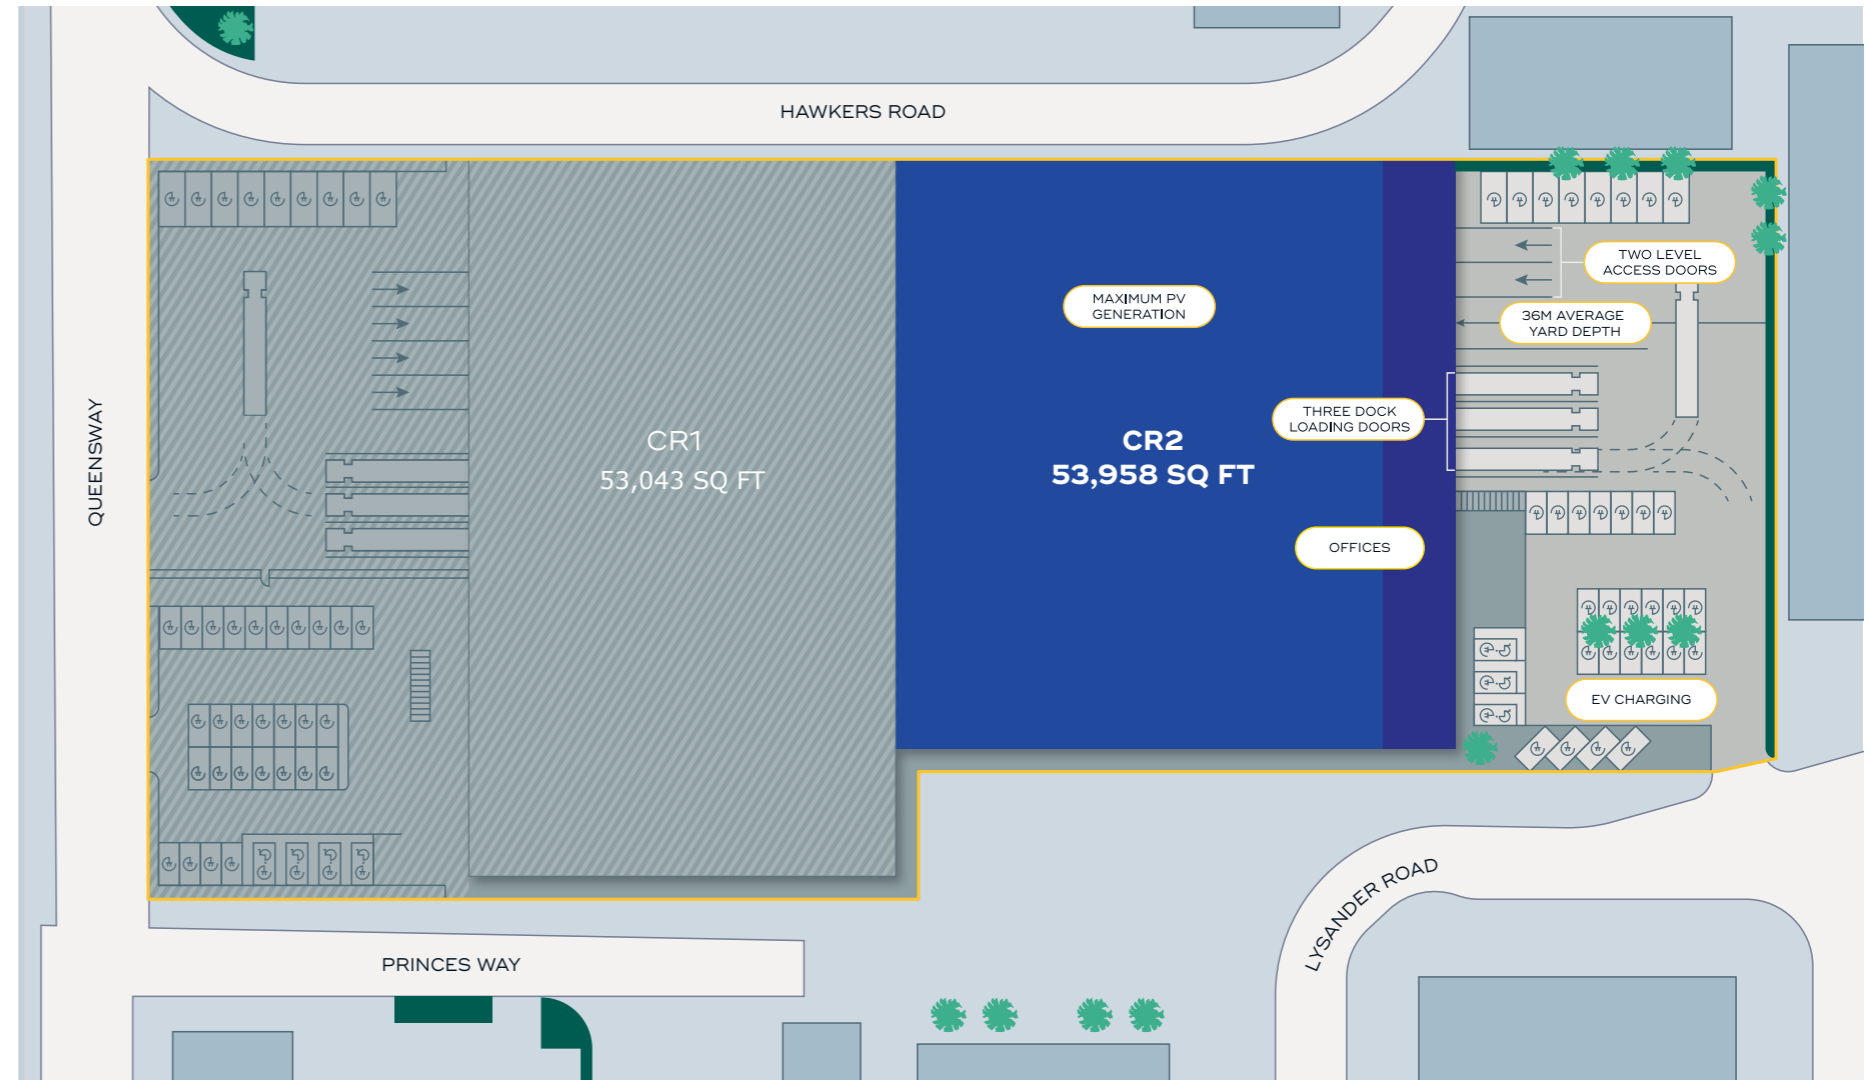 HAWKERS ROAD
TWO LEVEL
ACCESS DOORS
MAXIMUM PV
GENERATION
36M AVERAGE
YARD DEPTH
QUEENSWAY
THREE DOCK
LOADING DOORS
CR1
53,043 SQ FT
CR2
53,958 SQ FT
OFFICES
EV CHARGING
LYSANDER ROAD
PRINCES WAY